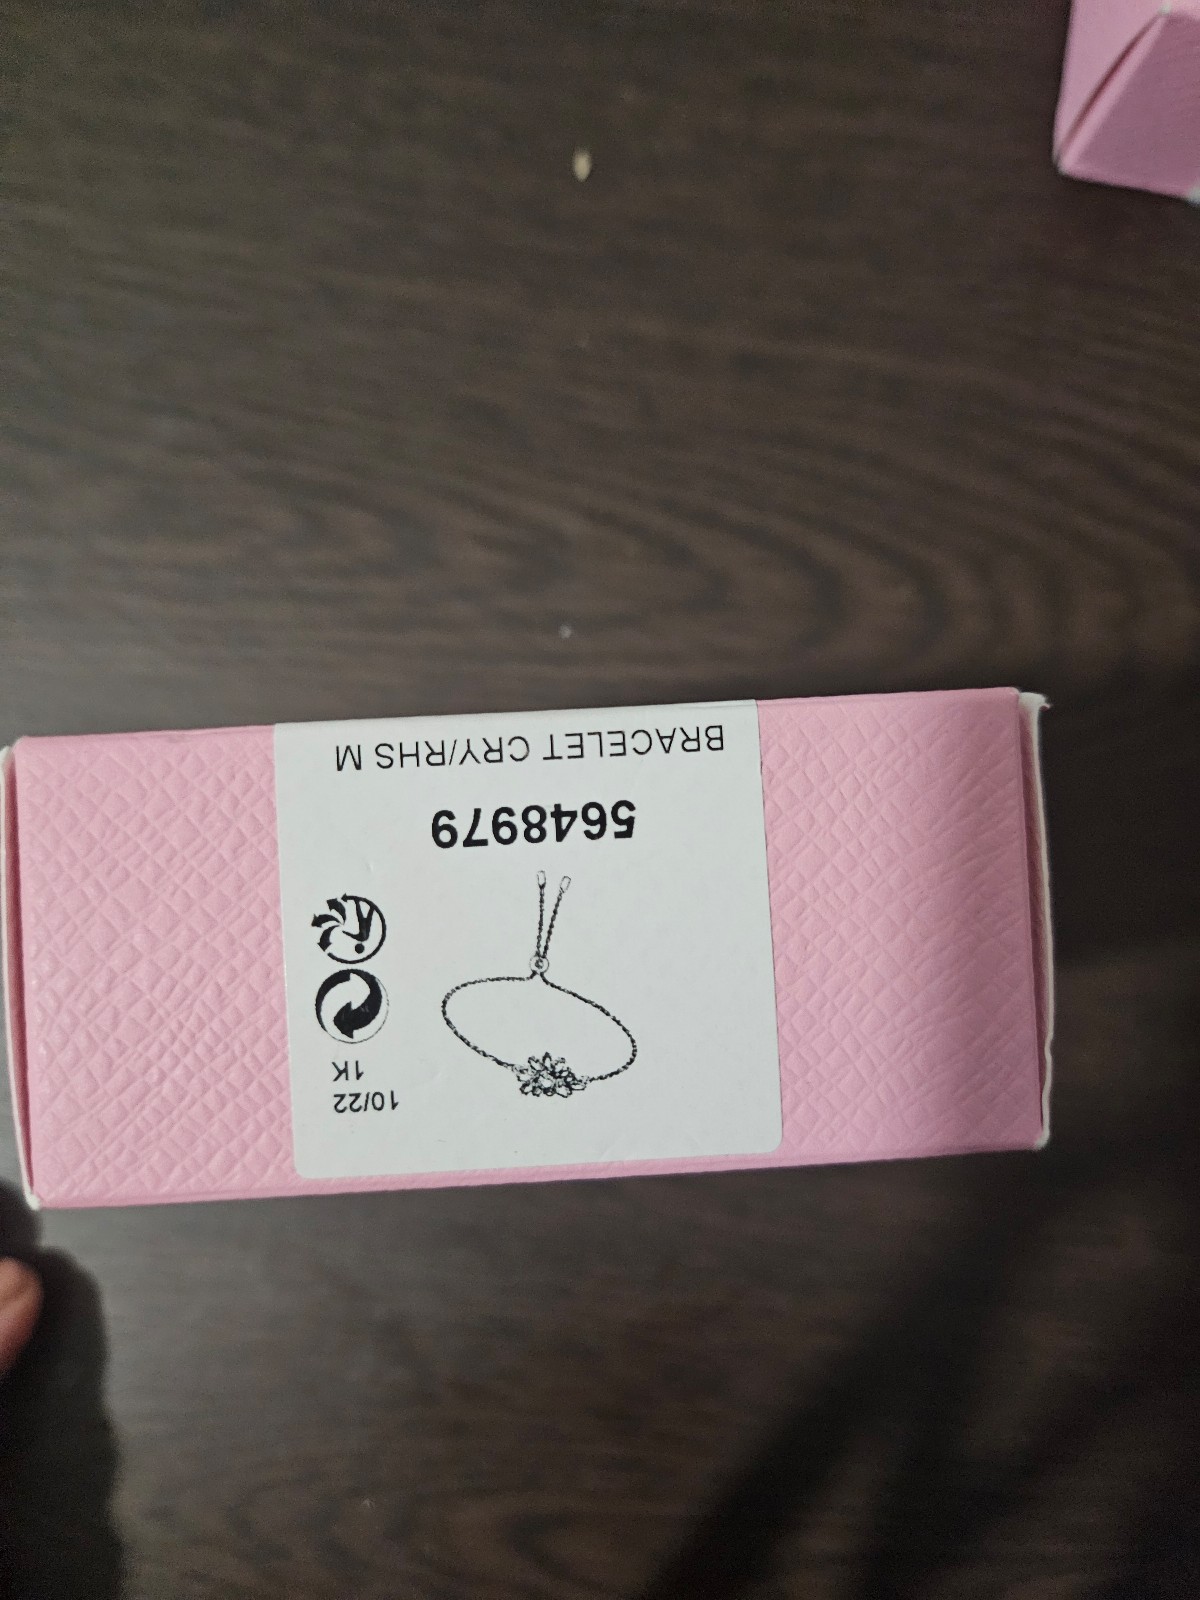 BRACELET CRY/RHS M
5648979
10/22
1K